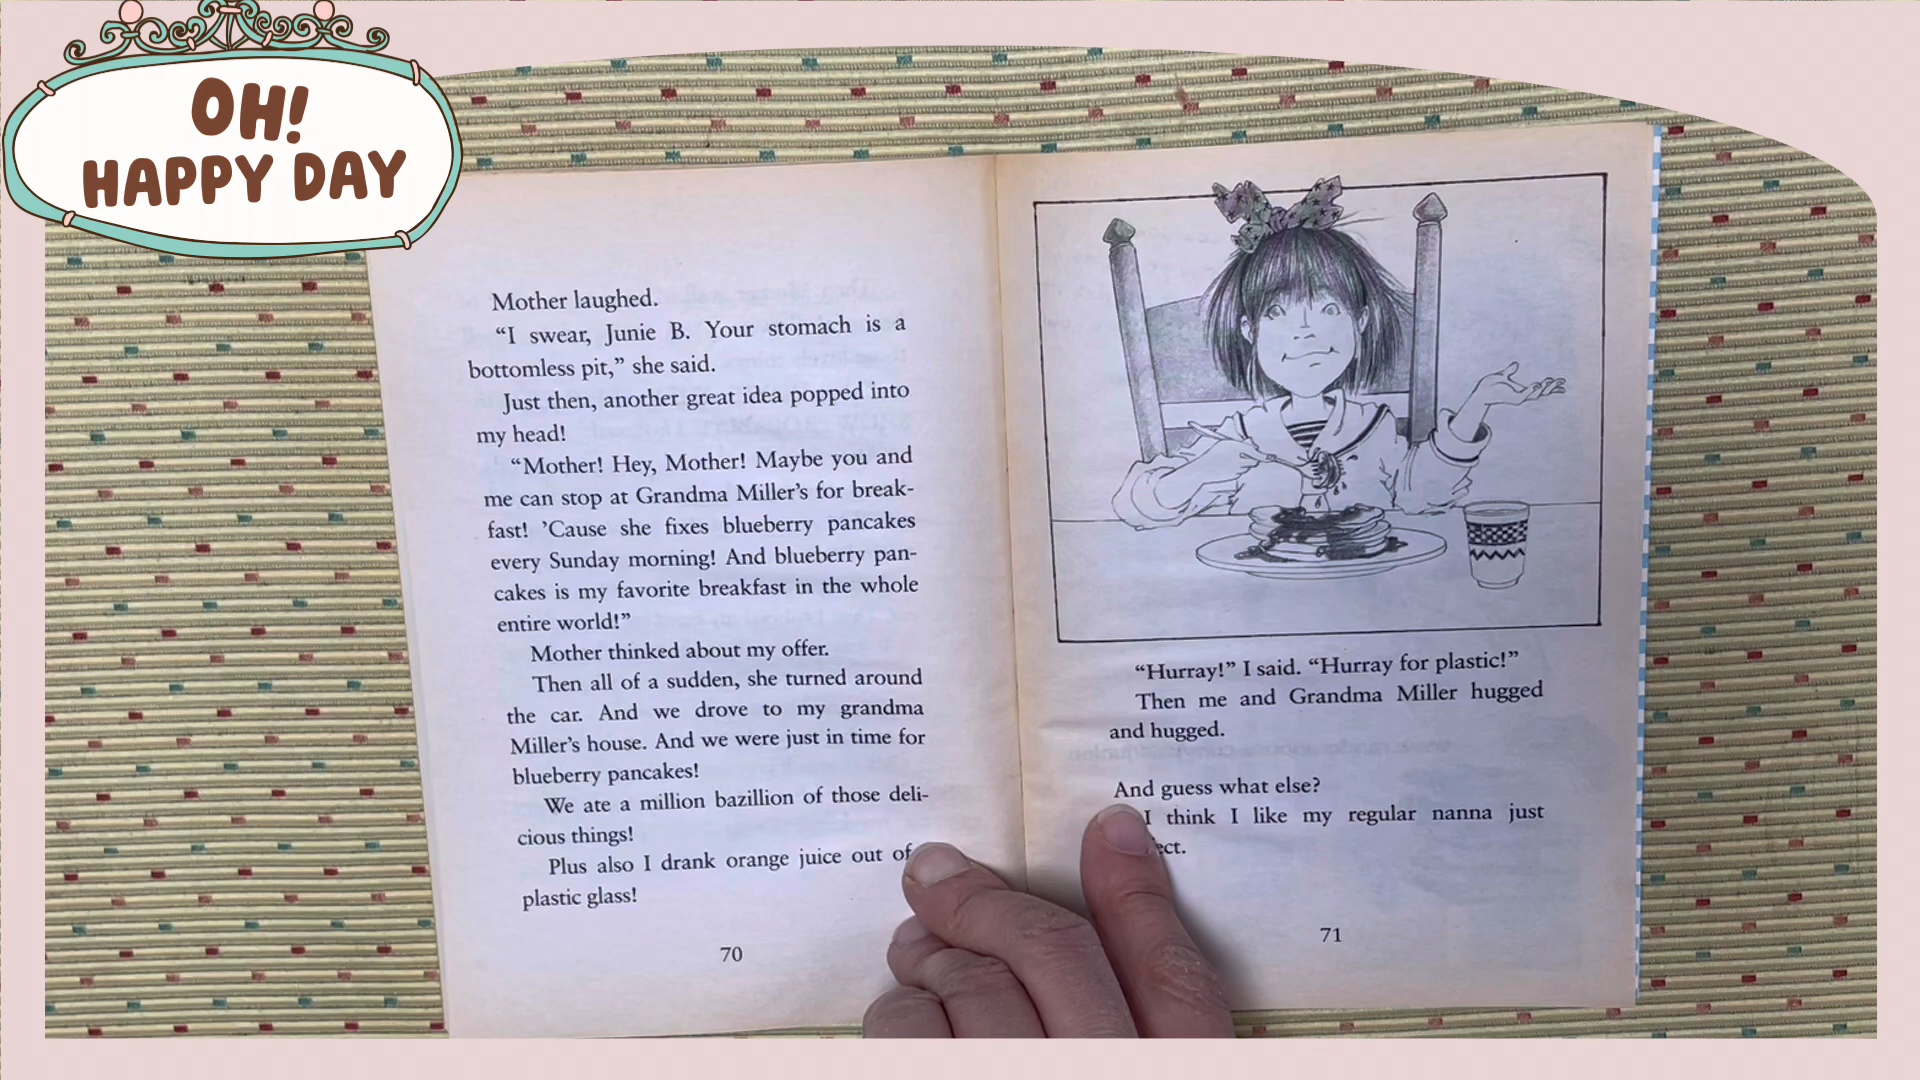 OH!
HAPPY DAY
Mother laughed.
“I swear, Junie B. Your stomach is a
bottomless pit,” she said.
Just then, another great idea popped into
my head!
“Mother! Hey, Mother! Maybe you and
me can stop at Grandma Miller’s for break-
fast! ’Cause she fixes blueberry pancakes
every Sunday morning! And blueberry pan-
cakes is my favorite breakfast in the whole
entire world!”
Mother thinked about my offer.
Then all of a sudden, she turned around
the car. And we drove to my grandma
Miller’s house. And we were just in time for
blueberry pancakes!
We ate a million bazillion of those deli-
cious things!
Plus also I drank orange juice out of
plastic glass!
70
“Hurray!” I said. “Hurray for plastic!”
Then me and Grandma Miller hugged
and hugged.
And guess what else?
I think I like my regular nanna just
71